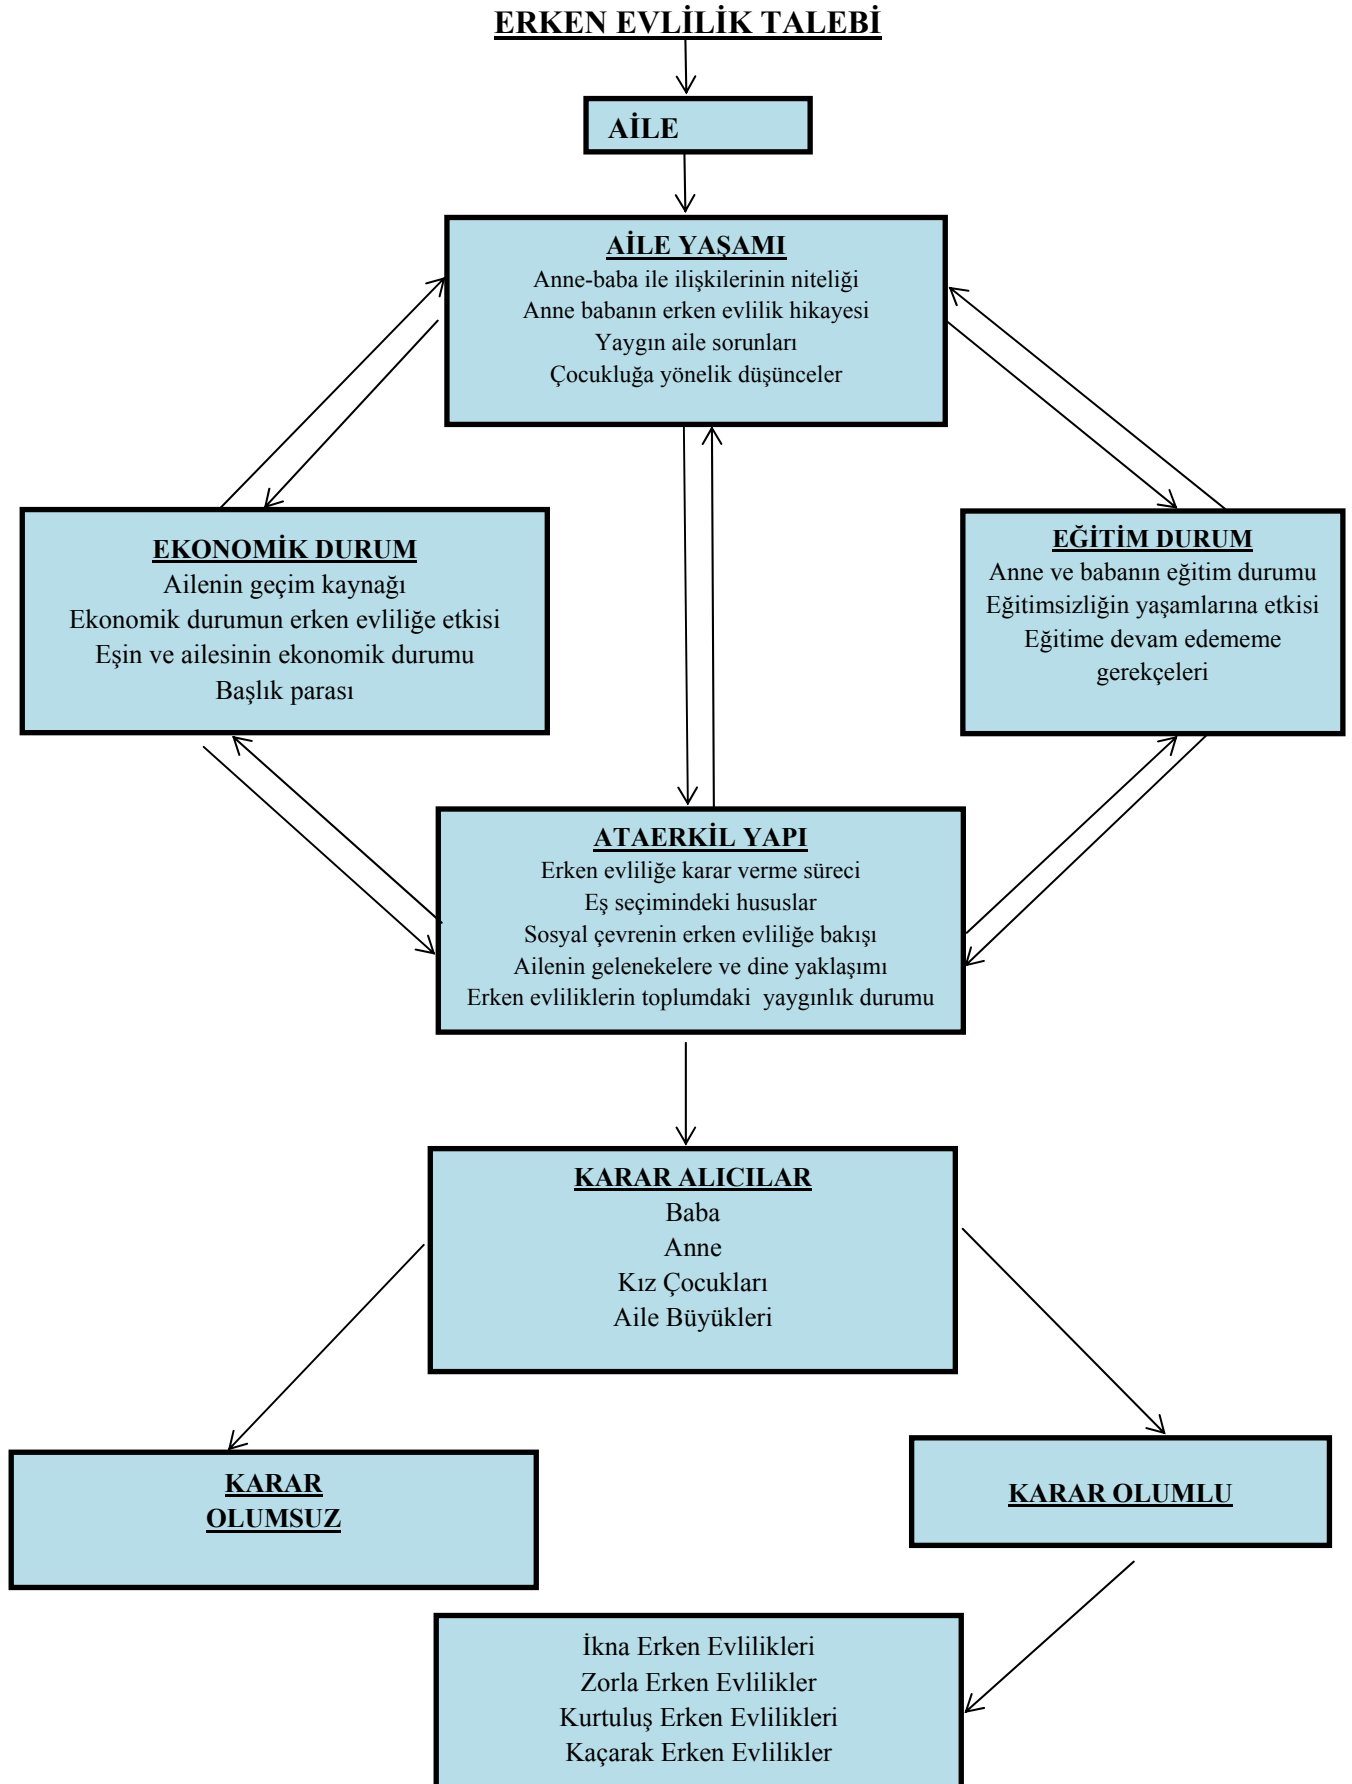 ERKEN EVLİLİK TALEBİ
AİLE
AİLE YAŞAMI
Anne-baba ile ilişkilerinin niteliği
Anne babanın erken evlilik hikayesi
Yaygın aile sorunları
Çocukluğa yönelik düşünceler
EKONOMİK DURUM
Ailenin geçim kaynağı
Ekonomik durumun erken evliliğe etkisi
Eşin ve ailesinin ekonomik durumu
Başlık parası
EĞİTİM DURUM
Anne ve babanın eğitim durumu
Eğitimsizliğin yaşamlarına etkisi
Eğitime devam edememe
gerekçeleri
ATAERKİL YAPI
Erken evliliğe karar verme süreci
Eş seçimindeki hususlar
Sosyal çevrenin erken evliliğe bakışı
Ailenin gelenekelere ve dine yaklaşımı
Erken evliliklerin toplumdaki yaygınlık durumu
KARAR ALICILAR
Baba
Anne
Kız Çocukları
Aile Büyükleri
KARAR
OLUMSUZ
KARAR OLUMLU
İkna Erken Evlilikleri
Zorla Erken Evlilikler
Kurtuluş Erken Evlilikleri
Kaçarak Erken Evlilikler